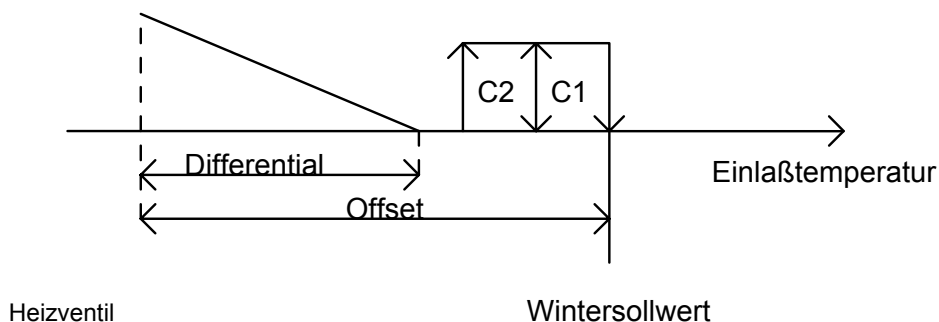 C2
C1
Differential
Einlaßtemperatur
Offset
Heizventil
Wintersollwert